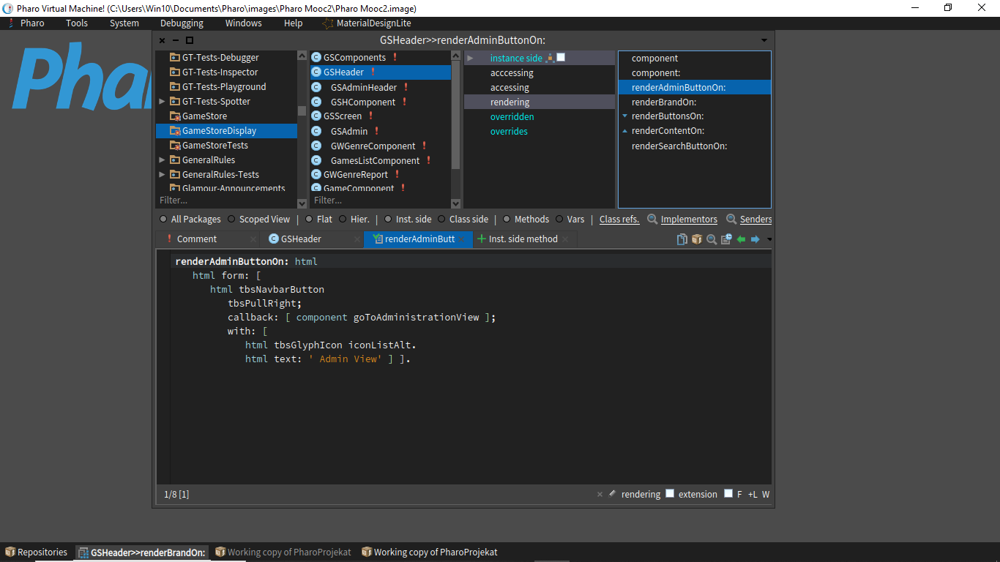 Pharo Virtual Machine! (C:\Users\Win10\Documents\Pharo\images\Pharo Mooc2\Pharo Mooc2.image)
Pharo Tools System Debugging Windows Help MaterialDesignLite
GSHeader>>renderAdminButtonOn:
Phar
GT-Tests-Debugger
GT-Tests-Inspector
GT-Tests-Playground
GT-Tests-Spotter
GameStore
GameStoreDisplay
GameStoreTests
GeneralRules
GeneralRules-Tests
Glamour-Announcements
Filter...
GSComponents
GSHeader
GSAdminHeader
GSHComponent
GSScreen
GSAdmin
GWGenreComponent
GamesListComponent
GWGenreReport
GameComponent
Filter...
instance side
acccessing
accessing
rendering
overridden
overrides
component
component:
renderAdminButtonOn:
renderBrandOn:
renderButtonsOn:
renderContentOn:
renderSearchButtonOn:
All Packages Scoped View | Flat Hier. | Inst. side Class side | Methods Vars Class refs. Implementors Senders
Comment GSHeader renderAdminButt Inst. side method
renderAdminButtonOn: html
html form: [
html tbsNavbarButton
tbsPullRight;
callback: [ component goToAdministrationView ];
with: [
html tbsGlyphIcon iconListAlt.
html text: ' Admin View' ] ].
1/8 [1] rendering extension F +L W
Repositories GSHeader>>renderBrandOn: Working copy of PharoProjekat Working copy of PharoProjekat